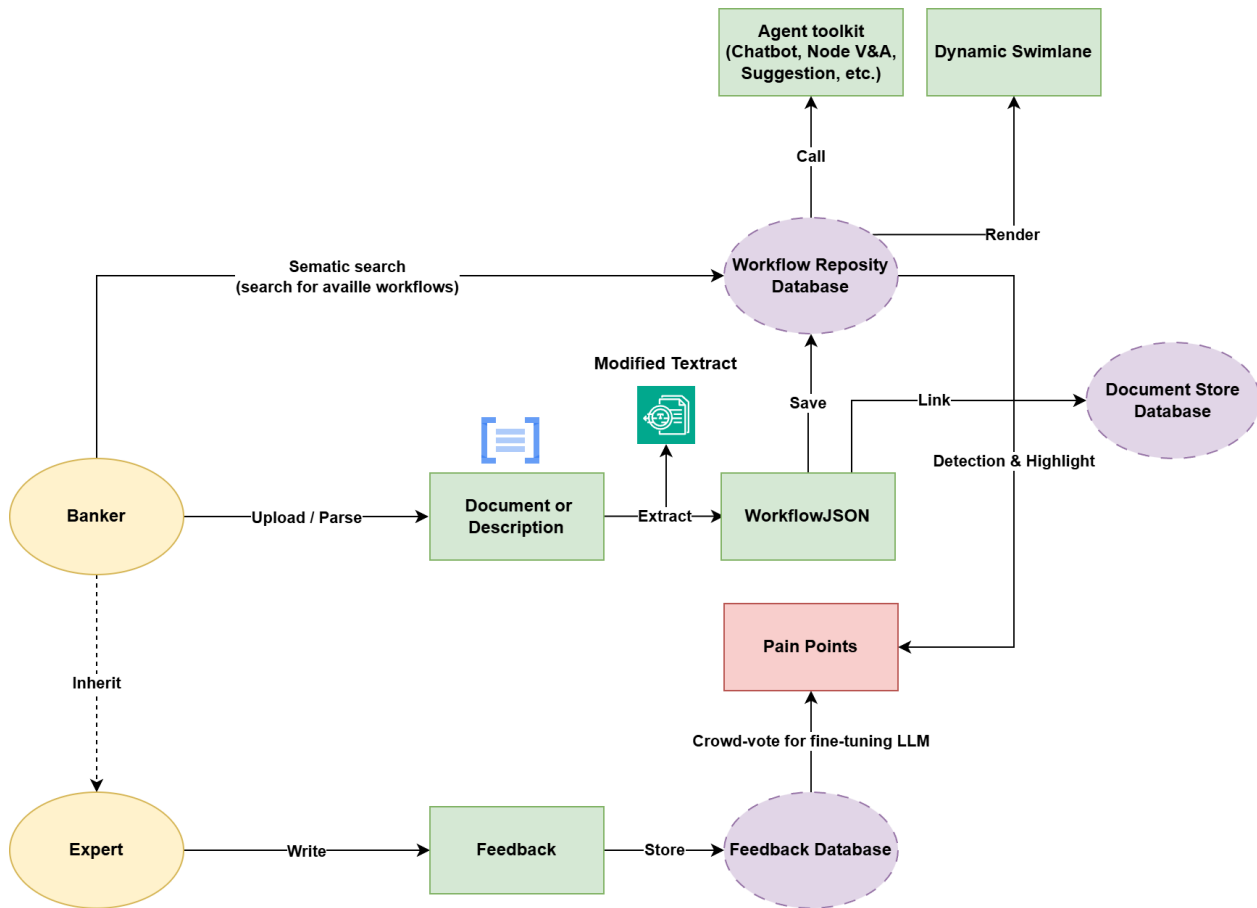 Agent toolkit
(Chatbot, Node V&A,
Suggestion, etc.)
Dynamic Swimlane
Call
Render
Sematic search
(search for availle workflows)
Workflow Reposity
Database
Modified Textract
Save
Link
Document Store
Database
Detection & Highlight
Banker
Upload / Parse
Document or
Description
Extract
WorkflowJSON
Pain Points
Inherit
Crowd-vote for fine-tuning LLM
Expert
Write
Feedback
Store
Feedback Database